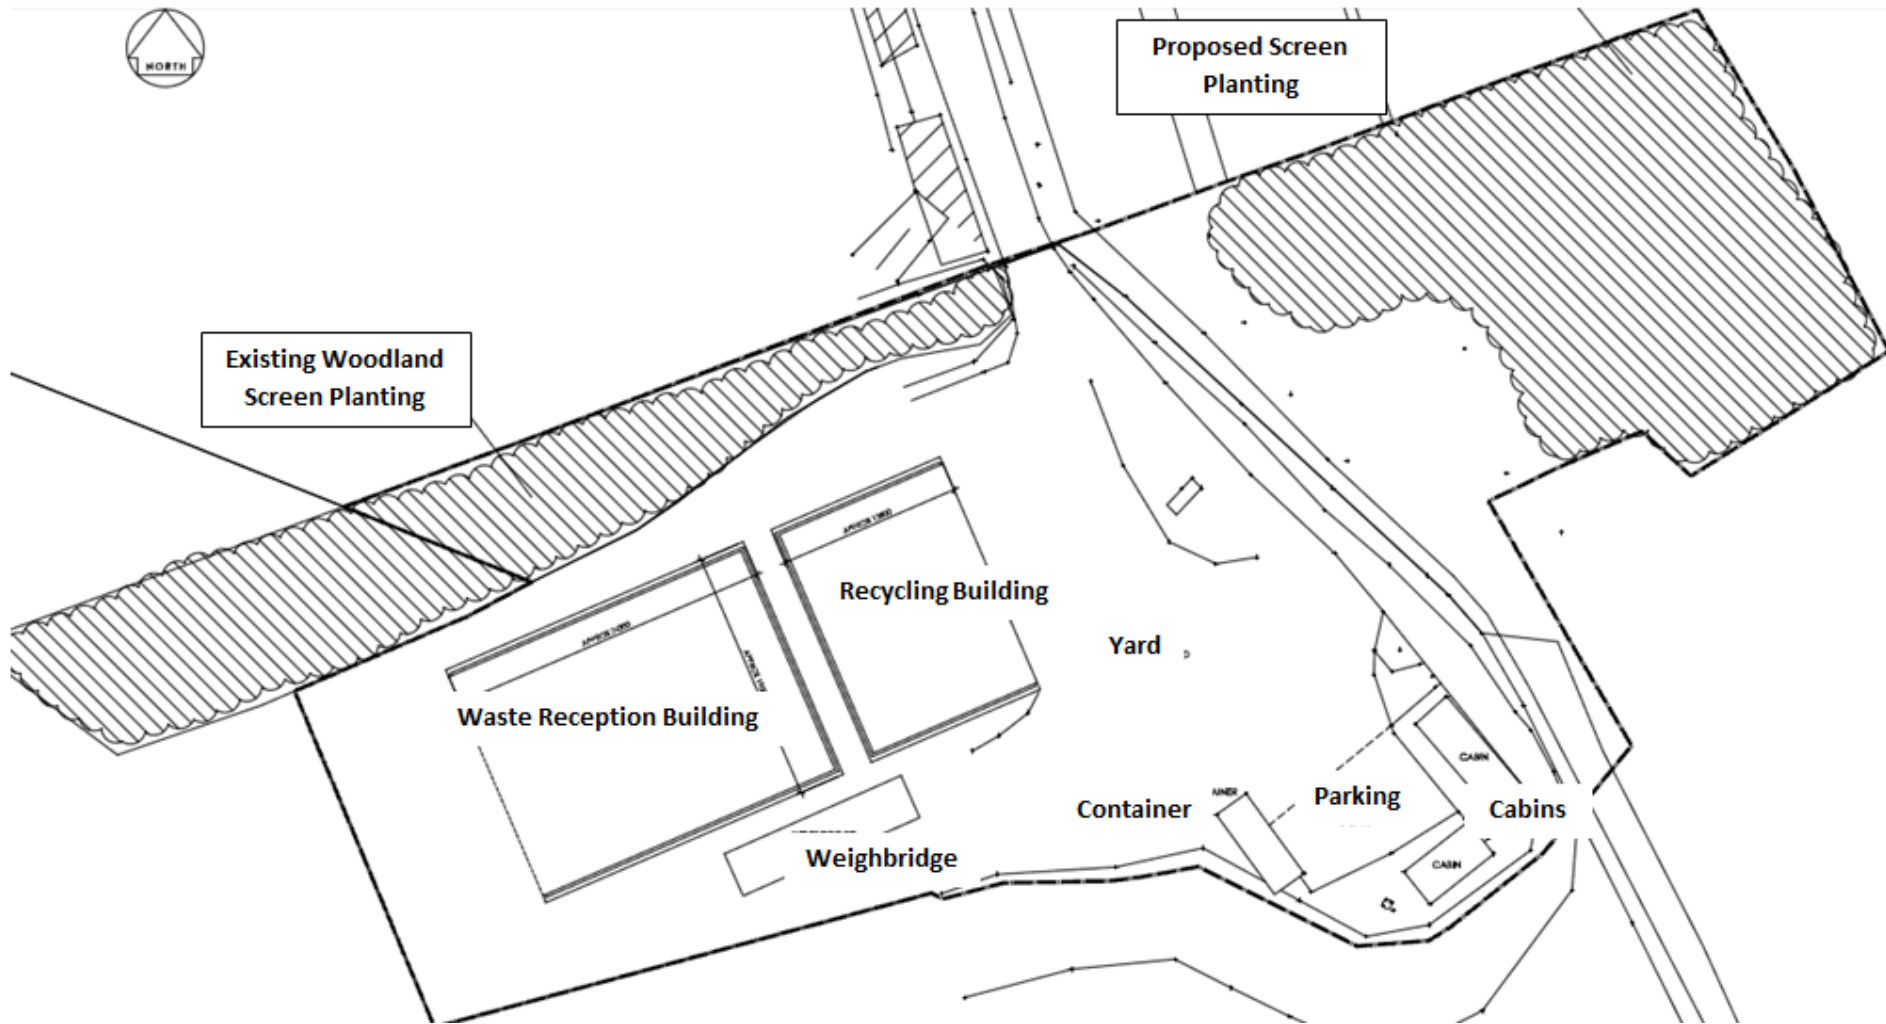 NORTH
Proposed Screen
Planting
Existing Woodland
Screen Planting
Recycling Building
Yard
Waste Reception Building
CABIN
Container
Parking
Cabins
Weighbridge
CABIN